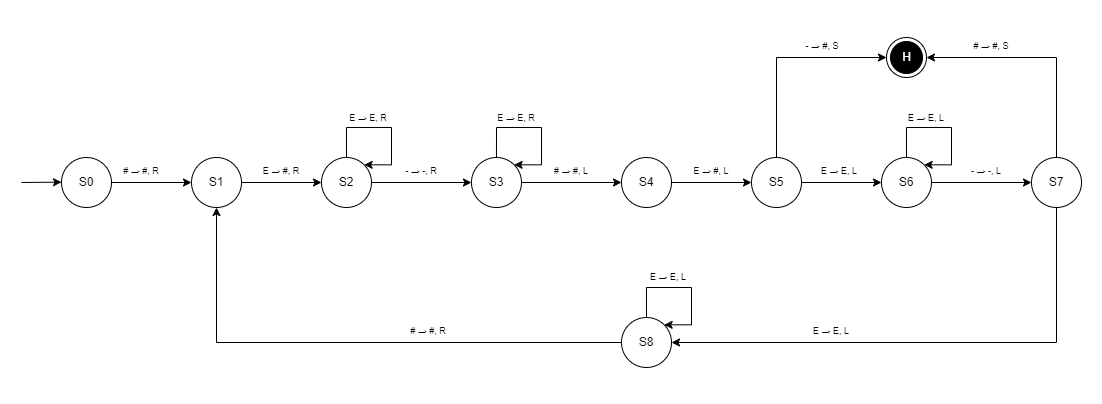 - → #, S
H
# → #, S
E → E, R
E → E, R
E → E, L
S0
# → #, R
S1
E → #, R
S2
- → -, R
S3
# → #, L
S4
E → #, L
S5
E → E, L
S6
- → -, L
S7
E → E, L
# → #, R
S8
E → E, L